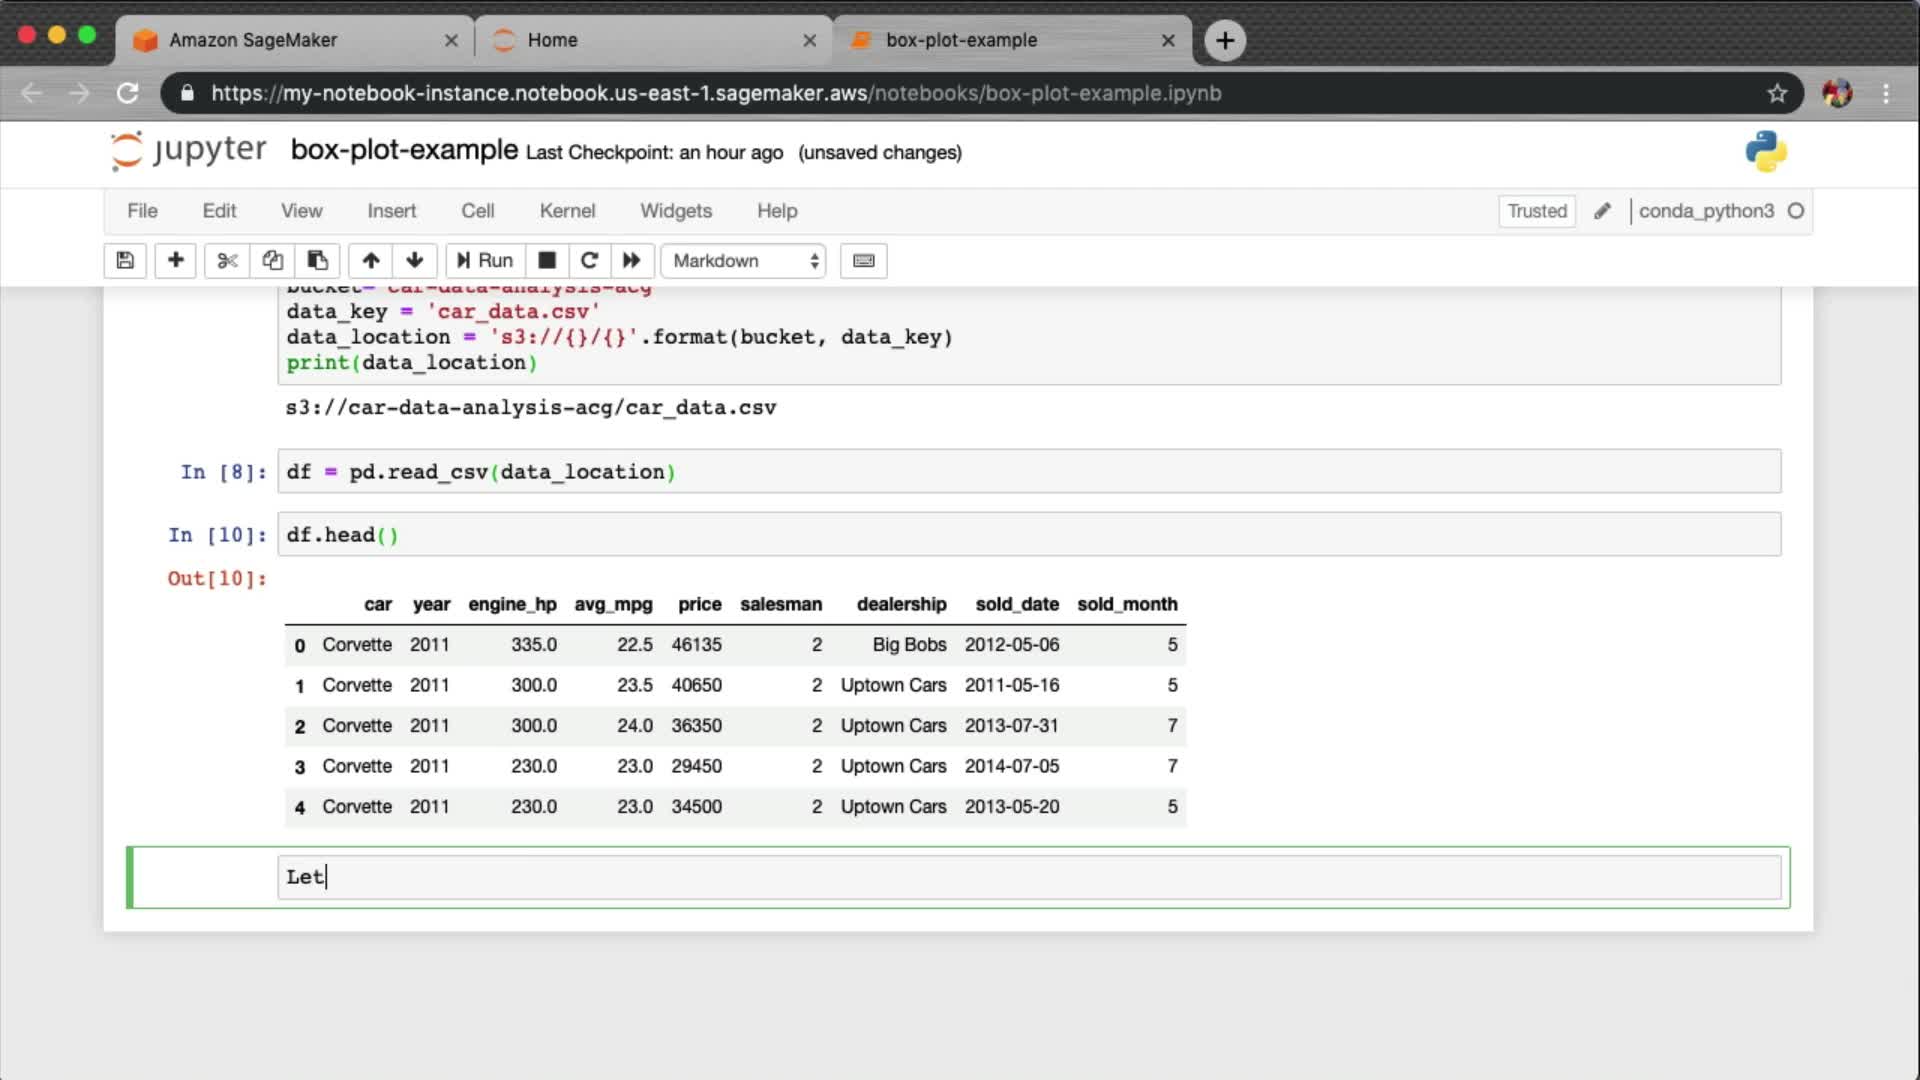 Amazon SageMaker
Home
box-plot-example
https://my-notebook-instance.notebook.us-east-1.sagemaker.aws/notebooks/box-plot-example.ipynb
jupyter box-plot-example Last Checkpoint: an hour ago (unsaved changes)
File Edit View Insert Cell Kernel Widgets Help Trusted conda_python3
Run Markdown
bucket= 'car-data-analysis-acg'
data_key = 'car_data.csv'
data_location = 's3://{}/{}'.format(bucket, data_key)
print(data_location)
s3://car-data-analysis-acg/car_data.csv
In [8]: df = pd.read_csv(data_location)
In [10]: df.head()
Out[10]:
car year engine_hp avg_mpg price salesman dealership sold_date sold_month
0 Corvette 2011 335.0 22.5 46135 2 Big Bobs 2012-05-06 5
1 Corvette 2011 300.0 23.5 40650 2 Uptown Cars 2011-05-16 5
2 Corvette 2011 300.0 24.0 36350 2 Uptown Cars 2013-07-31 7
3 Corvette 2011 230.0 23.0 29450 2 Uptown Cars 2014-07-05 7
4 Corvette 2011 230.0 23.0 34500 2 Uptown Cars 2013-05-20 5
Let